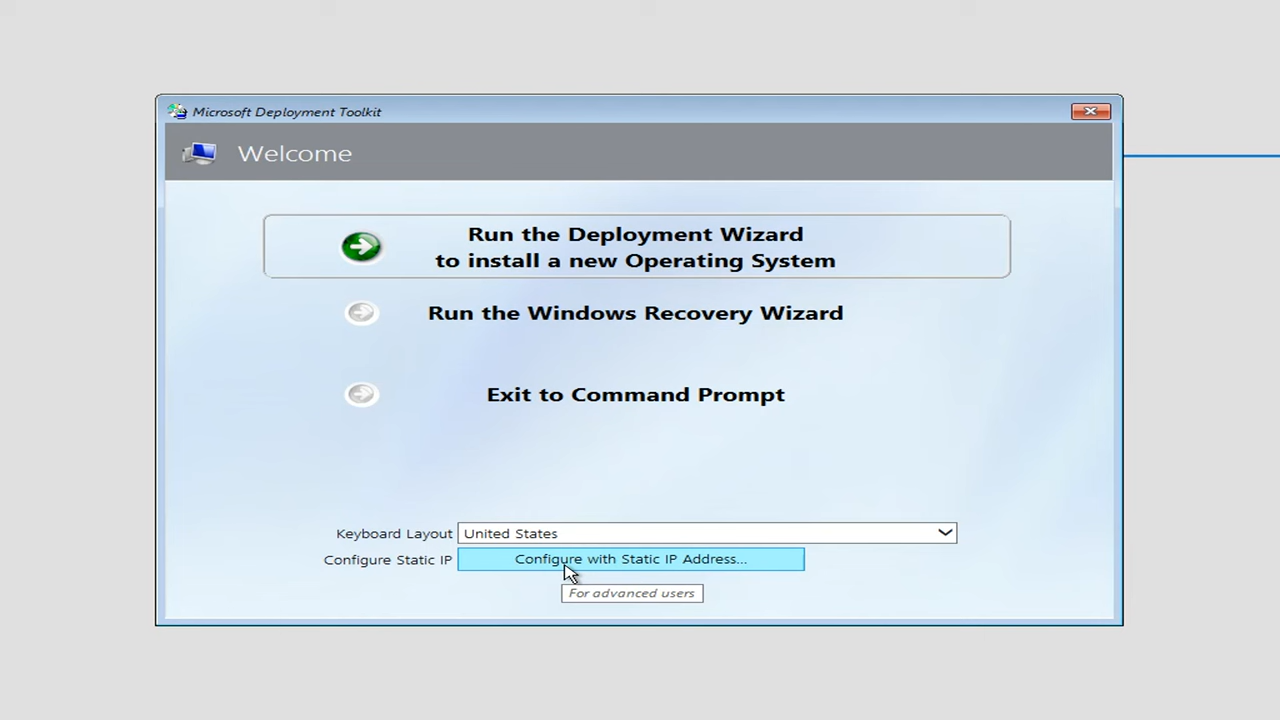 Microsoft Deployment Toolkit
Welcome
Run the Deployment Wizard
to install a new Operating System
Run the Windows Recovery Wizard
Exit to Command Prompt
Keyboard Layout United States
Configure Static IP Configure with Static IP Address...
For advanced users